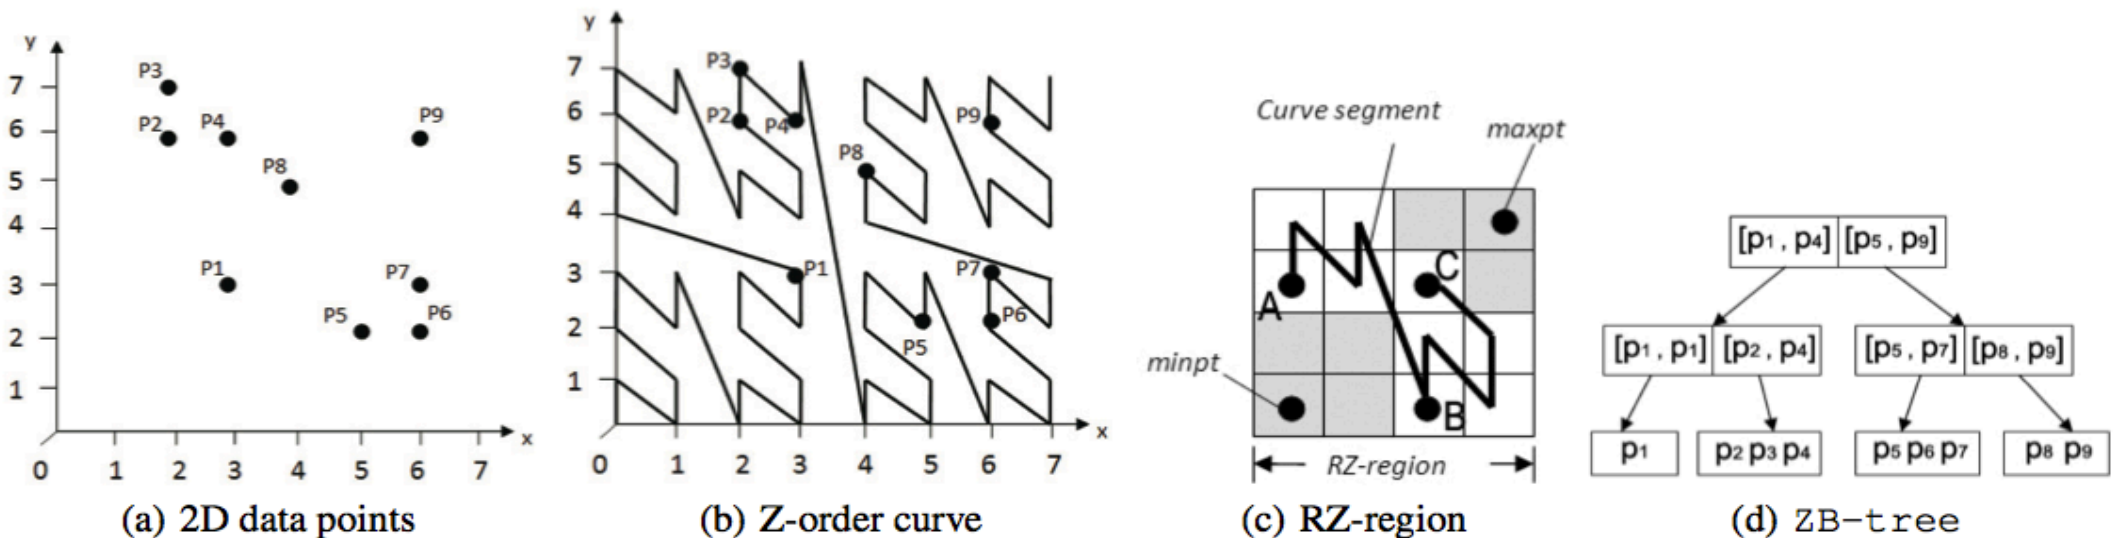 y
7
6
5
4
3
2
1
0 1 2 3 4 5 6 7
x
P3
P2
P4
P9
P8
P1
P7
P5
P6
(a) 2D data points
y
7
6
5
4
3
2
1
0 1 2 3 4 5 6 7
x
P3
P2
P4
P9
P8
P1
P7
P6
P5
(b) Z-order curve
Curve segment
maxpt
C
A
minpt
B
RZ-region
(c) RZ-region
[p1 , p4] [p5 , p9]
[p1 , p1] [p2 , p4] [p5 , p7] [p8 , p9]
p1 p2 p3 p4 p5 p6 p7 p8 p9
(d) ZB-tree